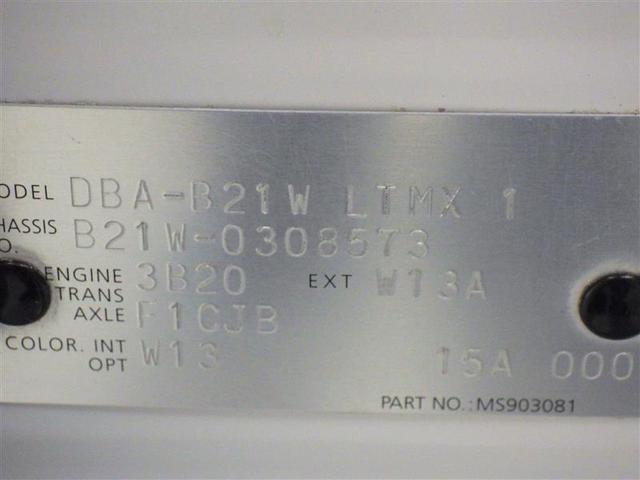 ODEL DBA-B21W LTMX 1
HASSIS B21W-0308573
O.
ENGINE 3B20 EXT W13A
TRANS
AXLE F1CJB
COLOR. INT W13 15A 000
OPT
PART NO.: MS903081